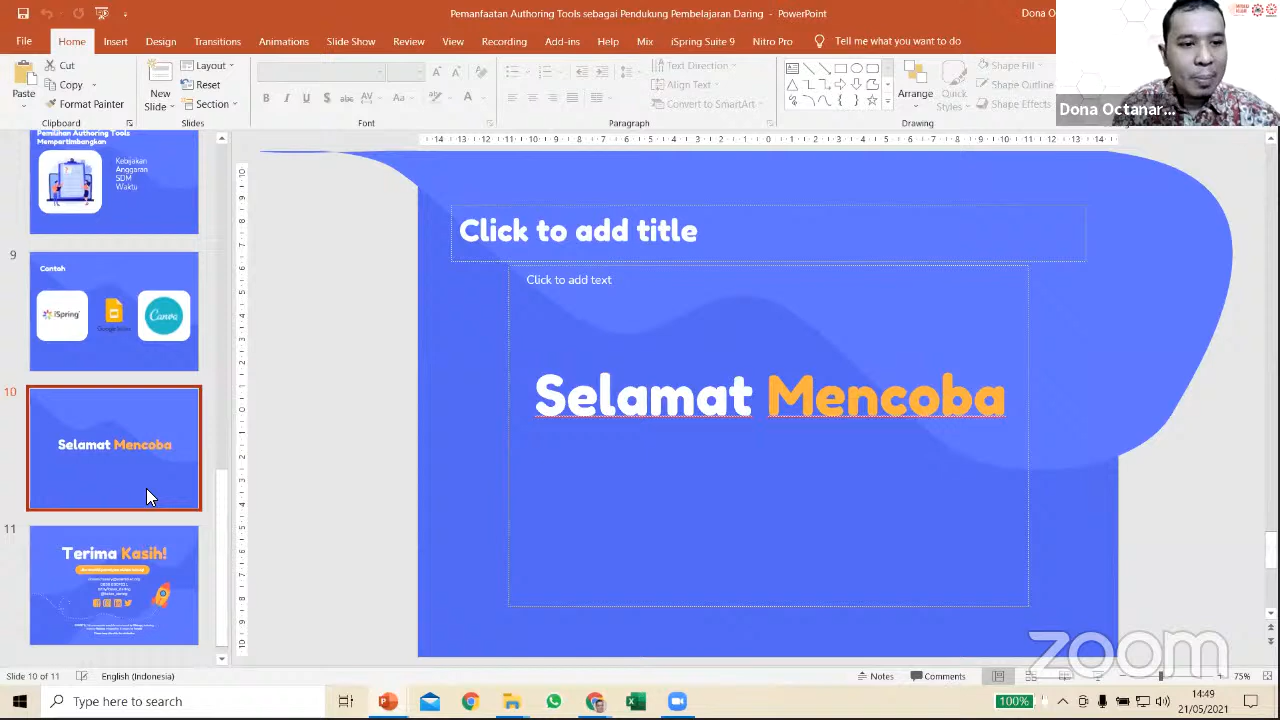 Pemanfaatan Authoring Tools sebagai Pendukung Pembelajaran Daring - PowerPoint
Dona O
File Home Insert Design Transitions Animations Slide Show Review View Recording Add-ins Help Mix iSpring Suite 9 Nitro Pro Tell me what you want to do
Paste
Cut
Copy
Format Painter
Clipboard
New
Slide
Layout
Reset
Section
Slides
Font
Text Direction
Align Text
Convert to SmartArt
Paragraph
Arrange
Quick
Styles
Shape Fill
Shape Outline
Shape Effects
Drawing
Dona Octanar...
Pemilihan Authoring Tools
Mempertimbangkan
Kebijakan
Anggaran
SDM
Waktu
9
Contoh
iSpring
Canva
10
Selamat Mencoba
11
Terima Kasih!
Click to add title
Click to add text
Selamat Mencoba
zoom
Slide 10 of 11 English (Indonesia) Notes Comments 75%
Type here to search
100%
14:49
21/05/2021